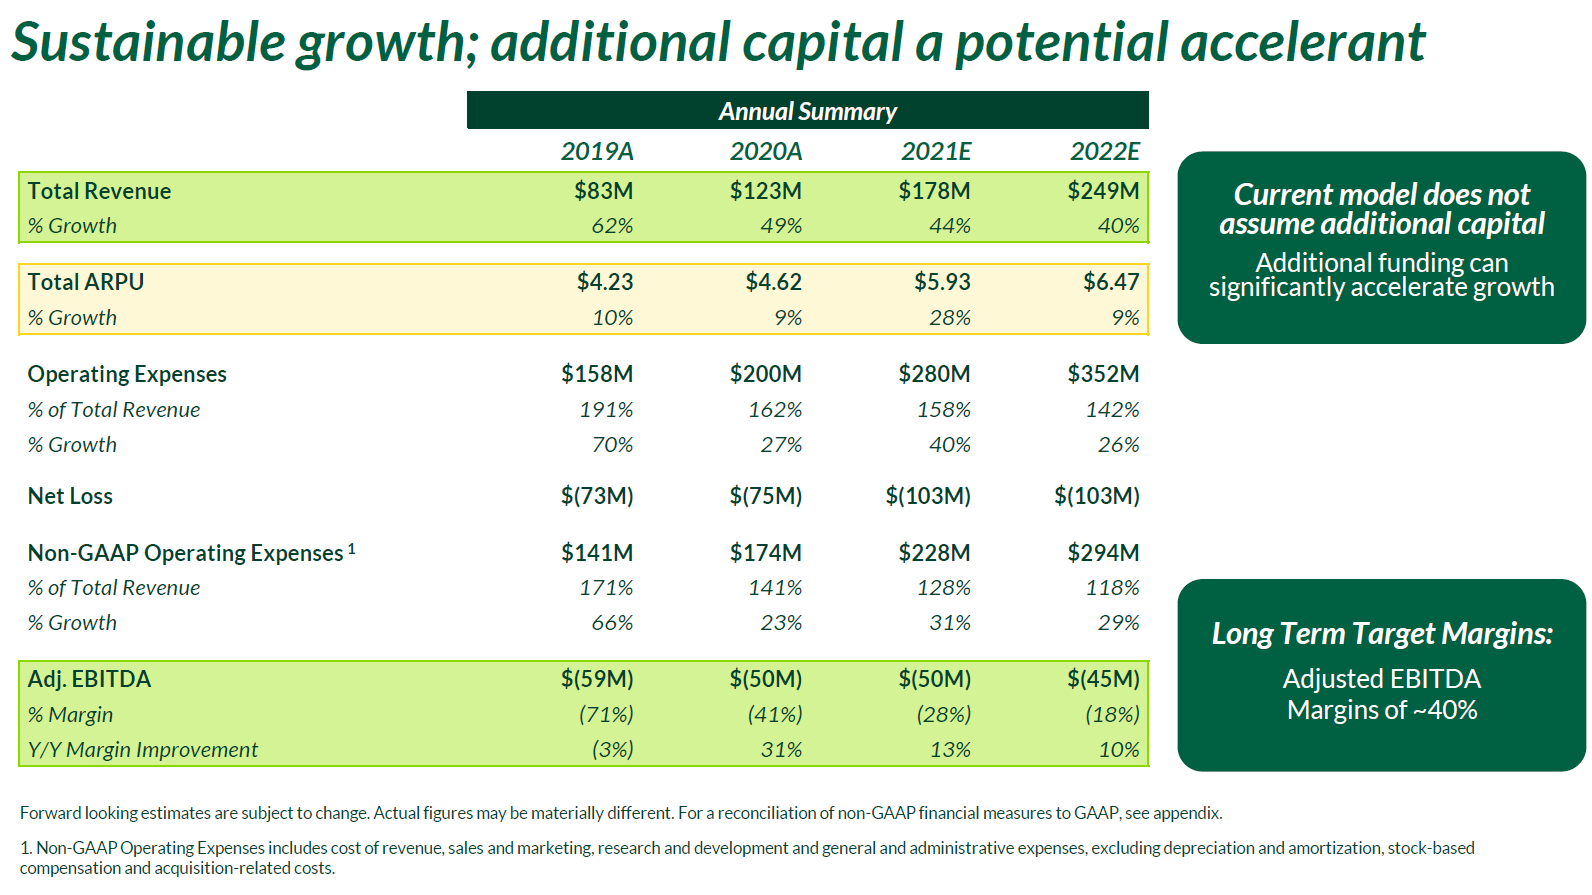 Sustainable growth; additional capital a potential accelerant
Annual Summary
2019A 2020A 2021E 2022E
Total Revenue $83M $123M $178M $249M
% Growth 62% 49% 44% 40%
Total ARPU $4.23 $4.62 $5.93 $6.47
% Growth 10% 9% 28% 9%
Operating Expenses $158M $200M $280M $352M
% of Total Revenue 191% 162% 158% 142%
% Growth 70% 27% 40% 26%
Net Loss $(73M) $(75M) $(103M) $(103M)
Non-GAAP Operating Expenses 1 $141M $174M $228M $294M
% of Total Revenue 171% 141% 128% 118%
% Growth 66% 23% 31% 29%
Adj. EBITDA $(59M) $(50M) $(50M) $(45M)
% Margin (71%) (41%) (28%) (18%)
Y/Y Margin Improvement (3%) 31% 13% 10%
Current model does not
assume additional capital
Additional funding can
significantly accelerate growth
Long Term Target Margins:
Adjusted EBITDA
Margins of ~40%
Forward looking estimates are subject to change. Actual figures may be materially different. For a reconciliation of non-GAAP financial measures to GAAP, see appendix.
1. Non-GAAP Operating Expenses includes cost of revenue, sales and marketing, research and development and general and administrative expenses, excluding depreciation and amortization, stock-based
compensation and acquisition-related costs.